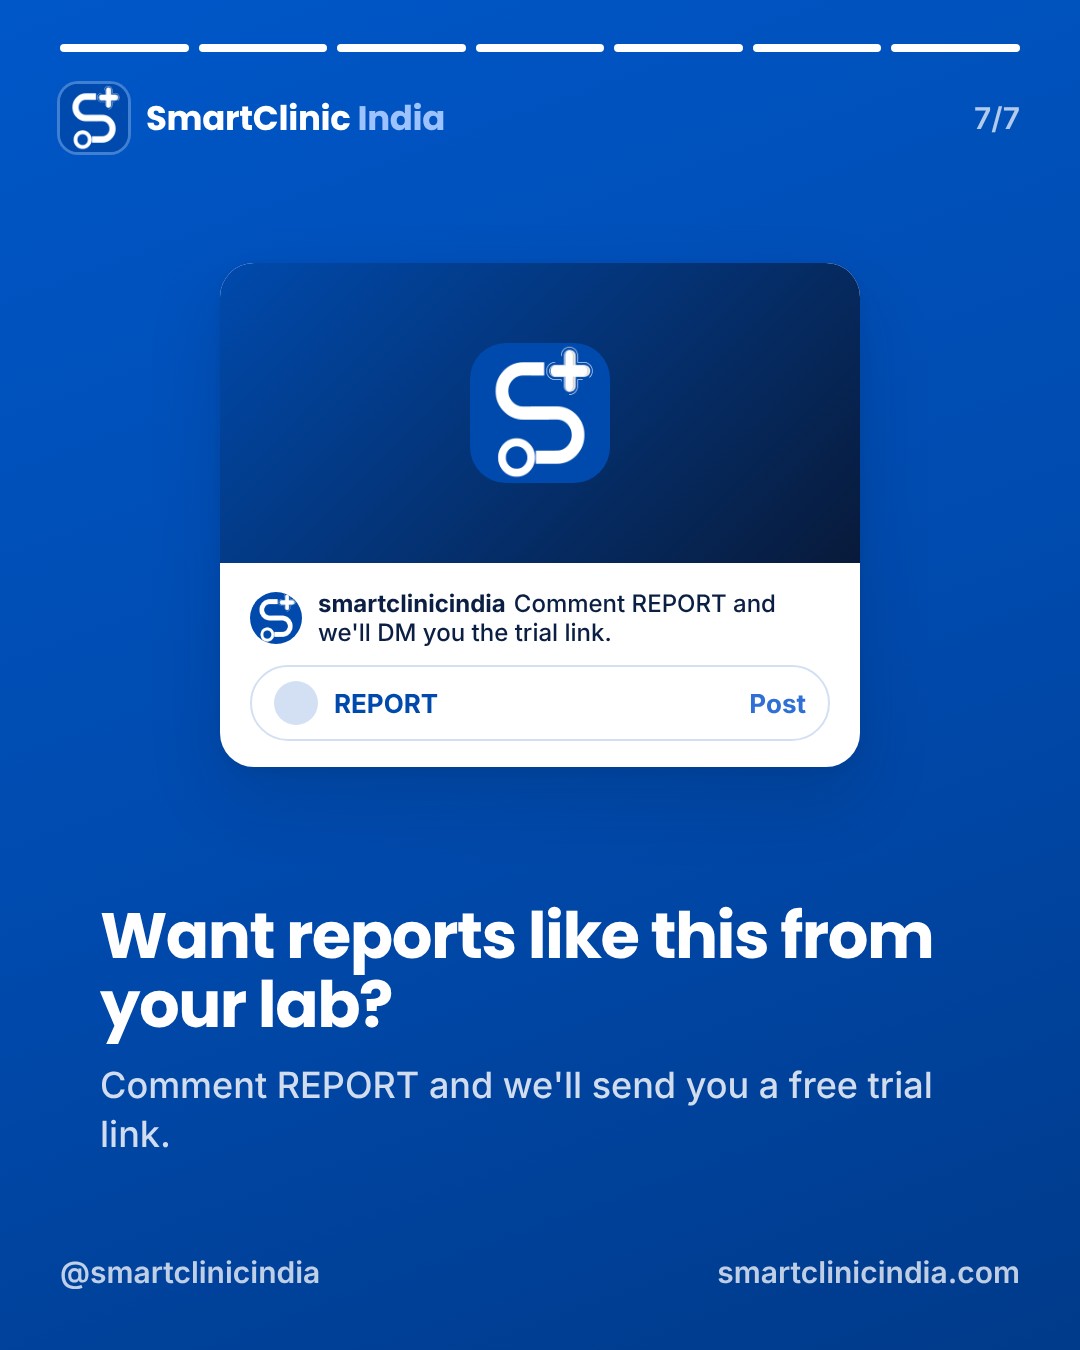 SmartClinic India
7/7
smartclinicindia Comment REPORT and
we'll DM you the trial link.
REPORT
Post
Want reports like this from
your lab?
Comment REPORT and we'll send you a free trial
link.
@smartclinicindia
smartclinicindia.com